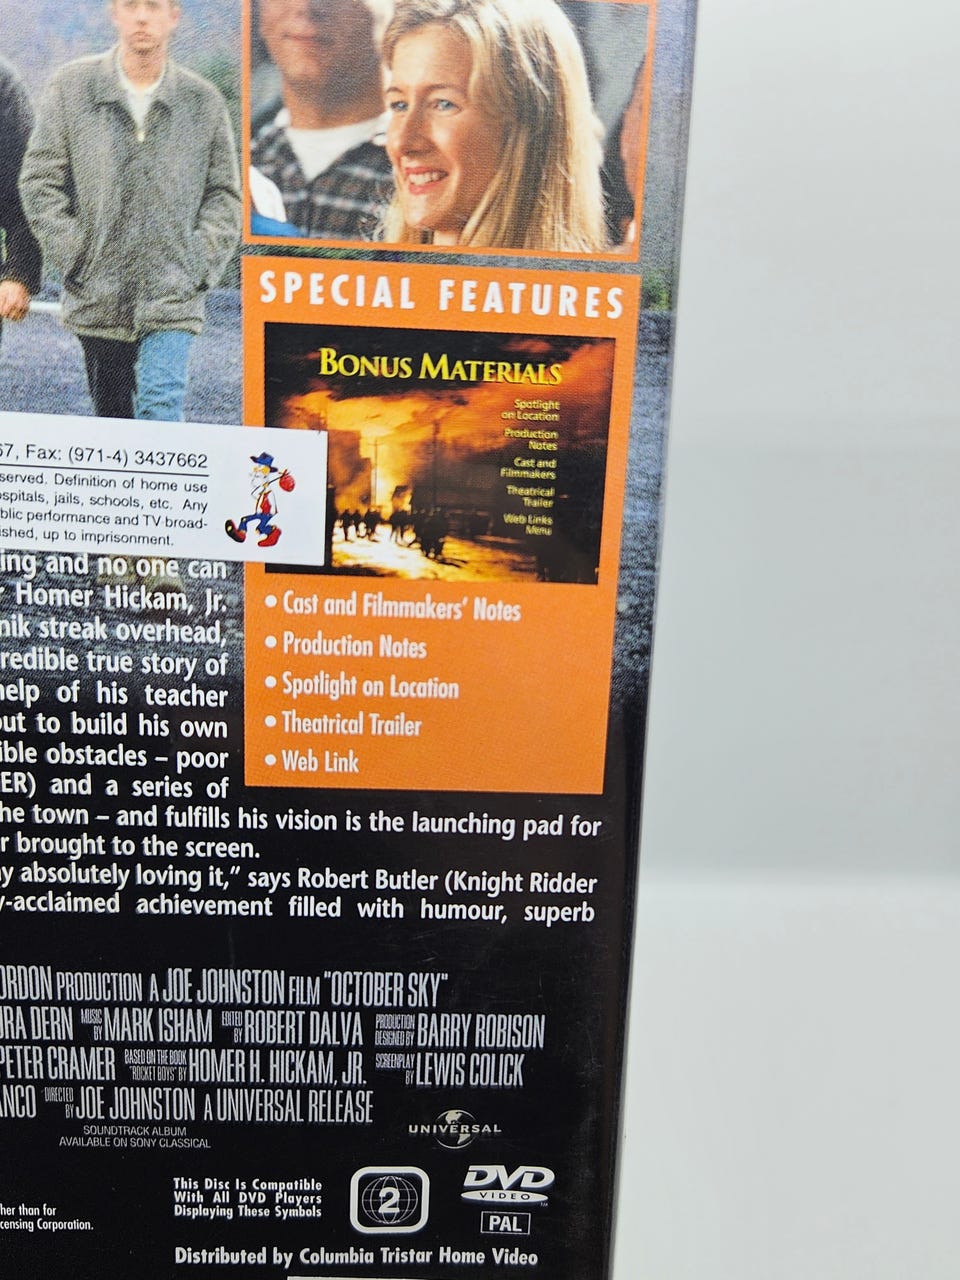 SPECIAL FEATURES
BONUS MATERIALS
Spotlight
on Location
Production
Notes
Cast and
Filmmakers
Theatrical
Trailer
Web Links
Menu
67, Fax: (971-4) 3437662
served. Definition of home use
ospitals, jails, schools, etc. Any
blic performance and TV broad-
ished, up to imprisonment.
• Cast and Filmmakers' Notes
• Production Notes
• Spotlight on Location
• Theatrical Trailer
• Web Link
ing and no one can
Homer Hickam, Jr.
nik streak overhead,
redible true story of
help of his teacher
out to build his own
ible obstacles – poor
ER) and a series of
he town – and fulfills his vision is the launching pad for
r brought to the screen.
y absolutely loving it," says Robert Butler (Knight Ridder
y-acclaimed achievement filled with humour, superb
ORDON PRODUCTION A JOE JOHNSTON FILM "OCTOBER SKY"
URA DERN MUSIC BY MARK ISHAM EDITED BY ROBERT DALVA PRODUCTION DESIGNED BY BARRY ROBISON
PETER CRAMER BASED ON THE BOOK "ROCKET BOYS" BY HOMER H. HICKAM, JR. SCREENPLAY BY LEWIS COLICK
ANCO DIRECTED BY JOE JOHNSTON A UNIVERSAL RELEASE
SOUNDTRACK ALBUM
AVAILABLE ON SONY CLASSICAL
UNIVERSAL
This Disc Is Compatible
With All DVD Players
Displaying These Symbols
2
DVD
VIDEO
PAL
her than for
censing Corporation.
Distributed by Columbia Tristar Home Video